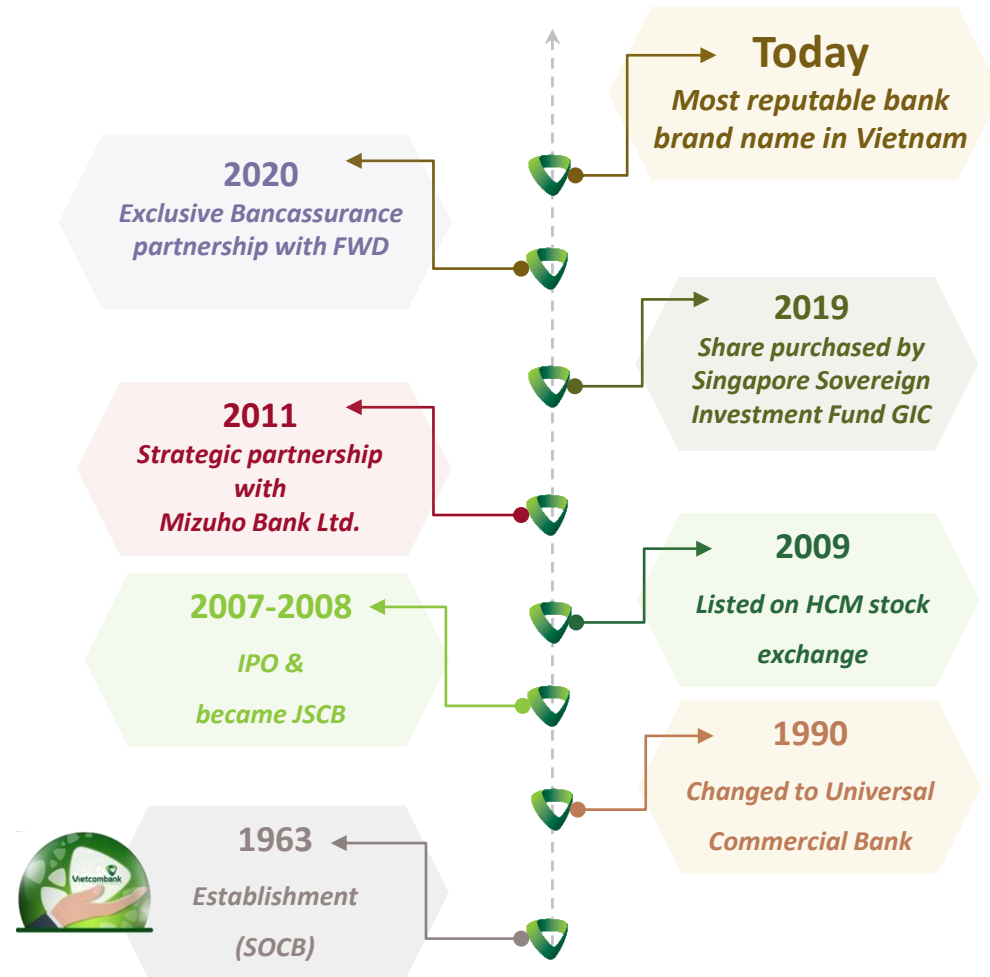 Today
Most reputable bank
brand name in Vietnam
2020
Exclusive Bancassurance
partnership with FWD
2019
Share purchased by
Singapore Sovereign
Investment Fund GIC
2011
Strategic partnership
with
Mizuho Bank Ltd.
2009
Listed on HCM stock
exchange
2007-2008
IPO &
became JSCB
1990
Changed to Universal
Commercial Bank
1963
Establishment
(SOCB)
Vietcombank